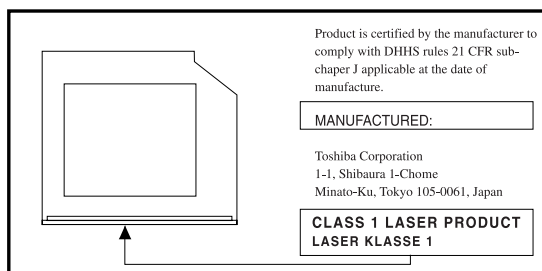 Product is certified by the manufacturer to
comply with DHHS rules 21 CFR sub-
chaper J applicable at the date of
manufacture.
MANUFACTURED:
Toshiba Corporation
1-1, Shibaura 1-Chome
Minato-Ku, Tokyo 105-0061, Japan
CLASS 1 LASER PRODUCT
LASER KLASSE 1